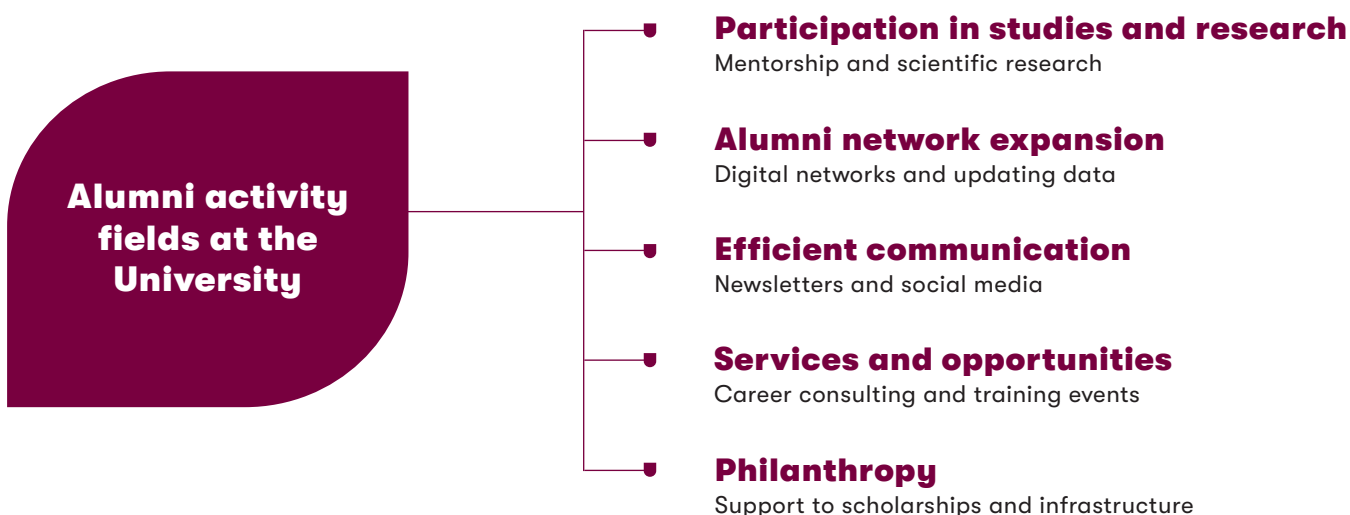 Alumni activity
fields at the
University
Participation in studies and research
Mentorship and scientific research
Alumni network expansion
Digital networks and updating data
Efficient communication
Newsletters and social media
Services and opportunities
Career consulting and training events
Philanthropy
Support to scholarships and infrastructure